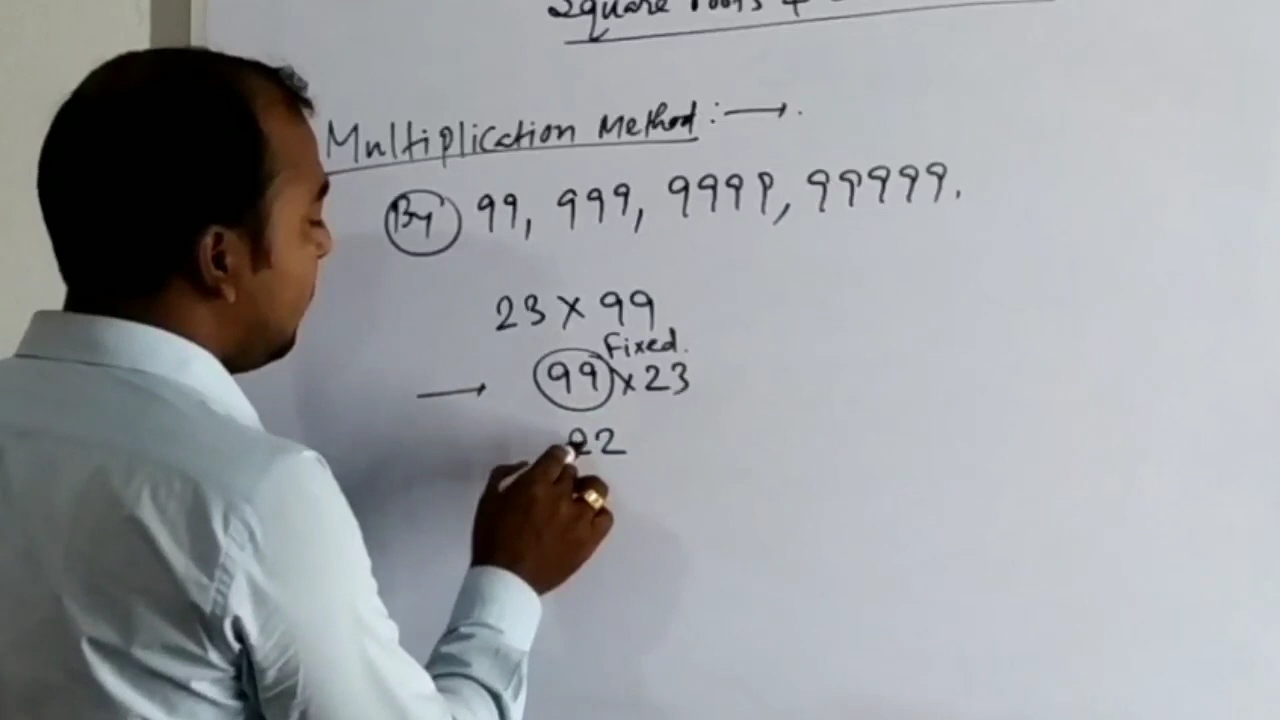 Square roots &
Multiplication Method :→.
By 99, 999, 9999, 99999.
23 × 99
Fixed.
→ 99 × 23
22